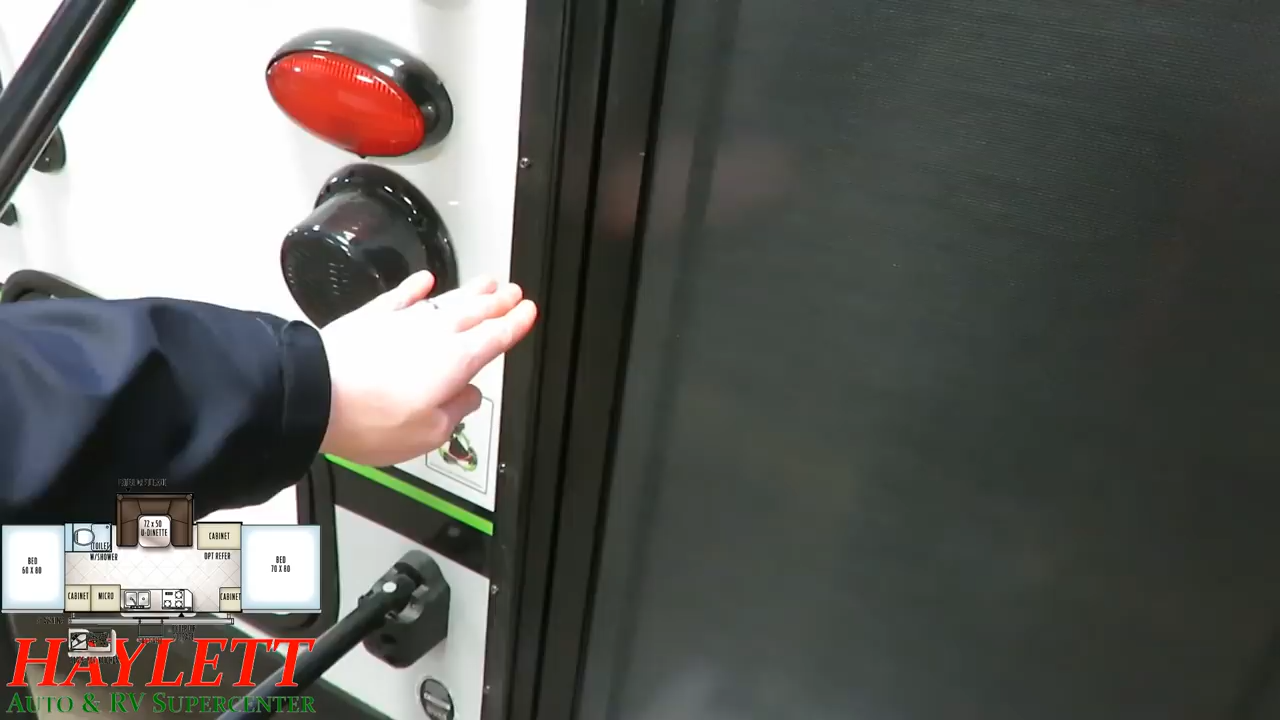 72 x 50
U-DINETTE
CABINET
TOILET
W/SHOWER
OPT REFER
BED
60 X 80
BED
70 X 80
CABINET
MICRO
CABINET
HAYLETT
AUTO & RV SUPERCENTER